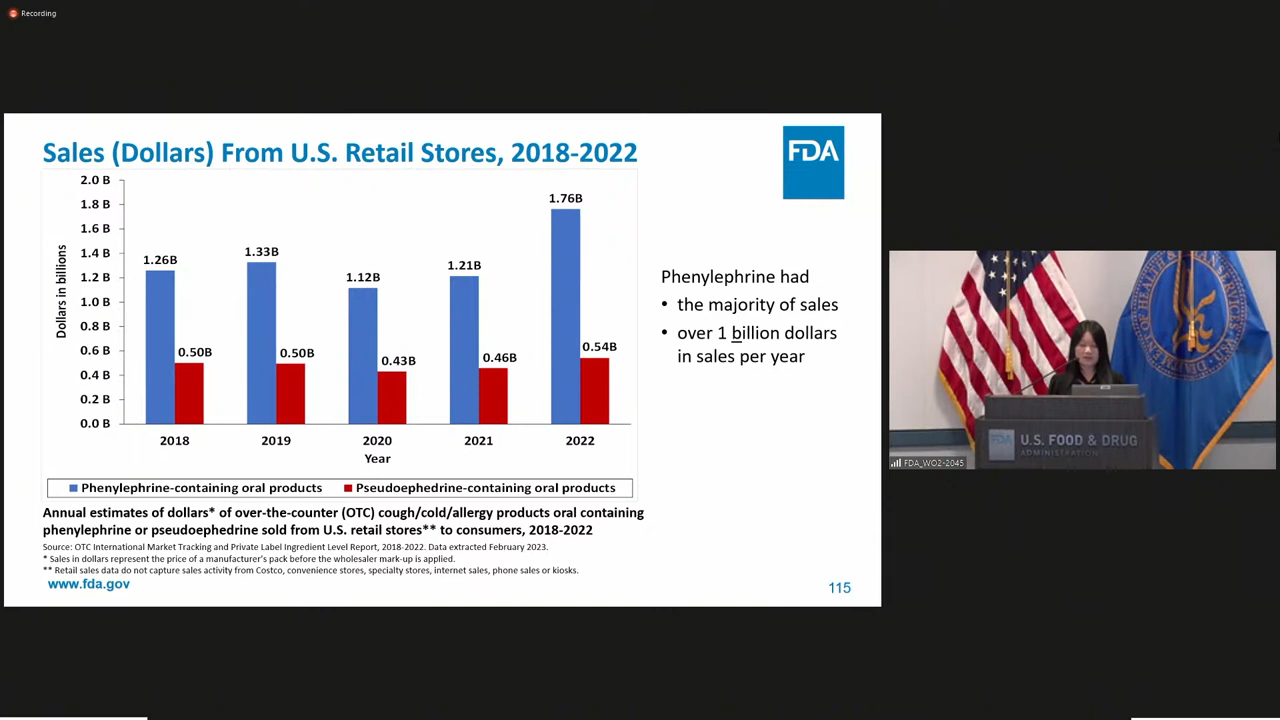 Recording
Sales (Dollars) From U.S. Retail Stores, 2018-2022
FDA
2.0 B
1.8 B
1.6 B
1.4 B
1.2 B
1.0 B
0.8 B
0.6 B
0.4 B
0.2 B
0.0 B
Dollars in billions
1.26B
0.50B
1.33B
0.50B
1.12B
0.43B
1.21B
0.46B
1.76B
0.54B
2018
2019
2020
2021
2022
Year
Phenylephrine-containing oral products
Pseudoephedrine-containing oral products
Phenylephrine had
• the majority of sales
• over 1 billion dollars
in sales per year
Annual estimates of dollars* of over-the-counter (OTC) cough/cold/allergy products oral containing
phenylephrine or pseudoephedrine sold from U.S. retail stores** to consumers, 2018-2022
Source: OTC International Market Tracking and Private Label Ingredient Level Report, 2018-2022. Data extracted February 2023.
* Sales in dollars represent the price of a manufacturer's pack before the wholesaler mark-up is applied.
** Retail sales data do not capture sales activity from Costco, convenience stores, specialty stores, internet sales, phone sales or kiosks.
www.fda.gov
115
FDA
U.S. FOOD & DRUG
ADMINISTRATION
FDA_WO2-2045